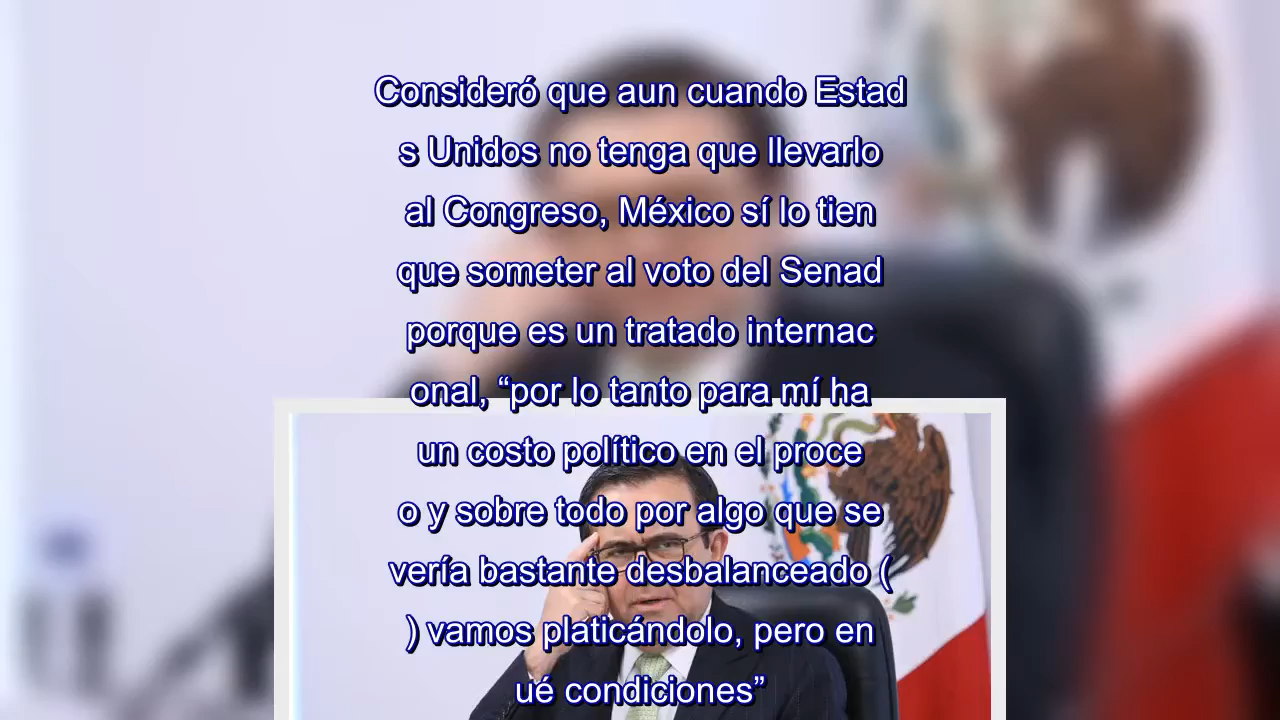 Consideró que aun cuando Estad
s Unidos no tenga que llevarlo
al Congreso, México sí lo tien
que someter al voto del Senad
porque es un tratado internac
onal, “por lo tanto para mí ha
un costo político en el proce
o y sobre todo por algo que se
vería bastante desbalanceado (
) vamos platicándolo, pero en
ué condiciones”